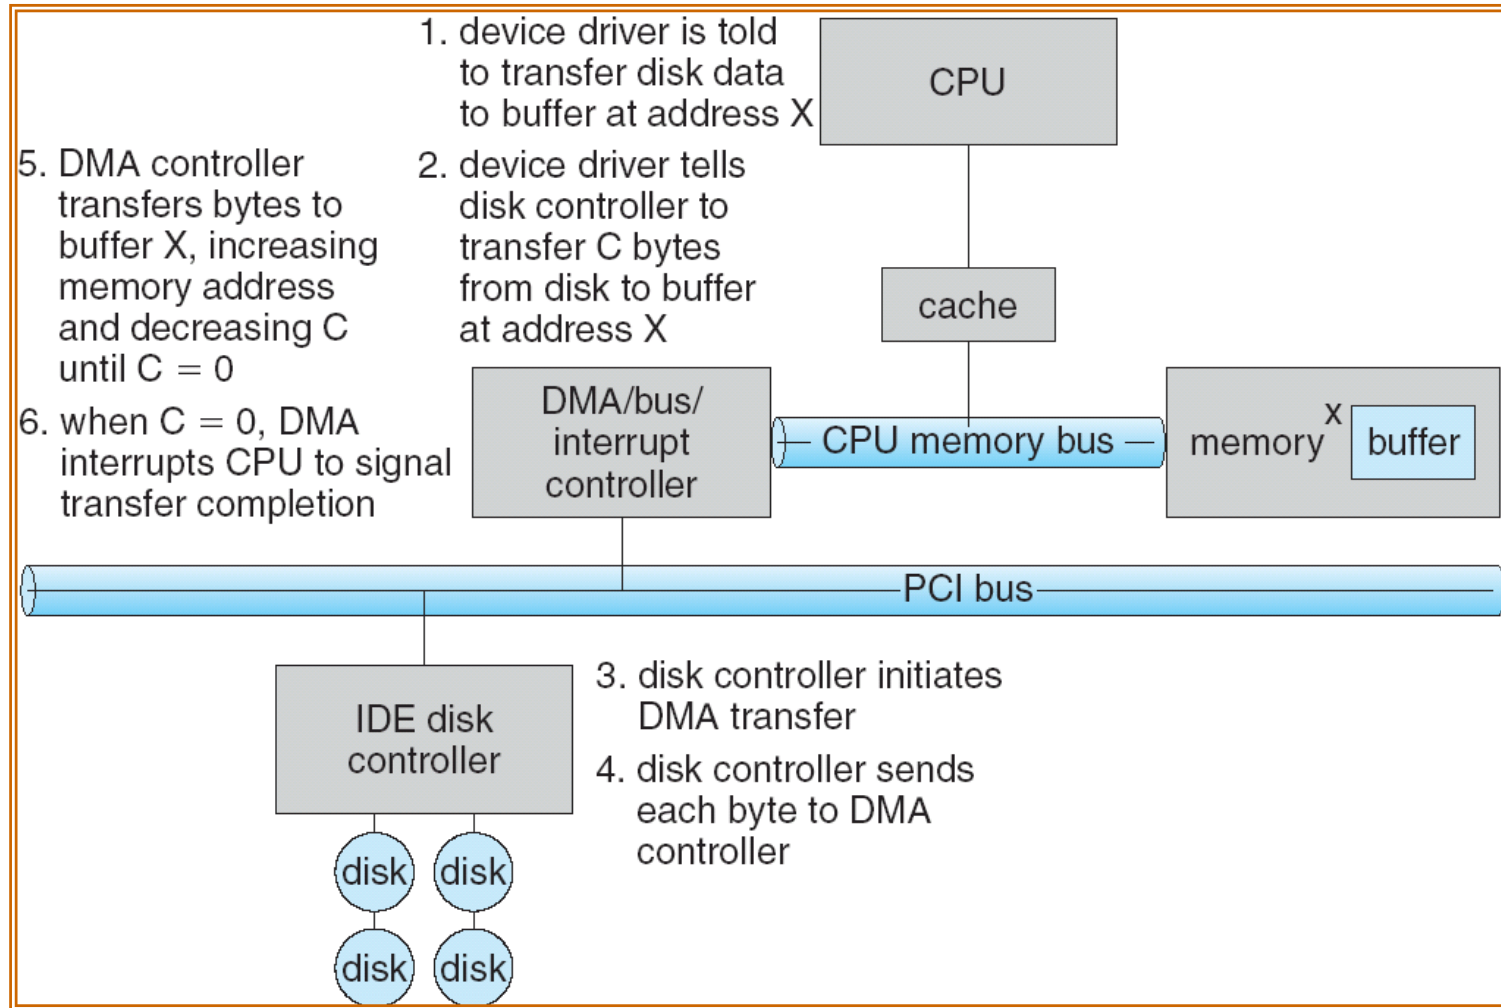 1. device driver is told
to transfer disk data
to buffer at address X
CPU
5. DMA controller
transfers bytes to
buffer X, increasing
memory address
and decreasing C
until C = 0
2. device driver tells
disk controller to
transfer C bytes
from disk to buffer
at address X
cache
6. when C = 0, DMA
interrupts CPU to signal
transfer completion
DMA/bus/
interrupt
controller
CPU memory bus
memory
X
buffer
PCI bus
IDE disk
controller
3. disk controller initiates
DMA transfer
4. disk controller sends
each byte to DMA
controller
disk
disk
disk
disk